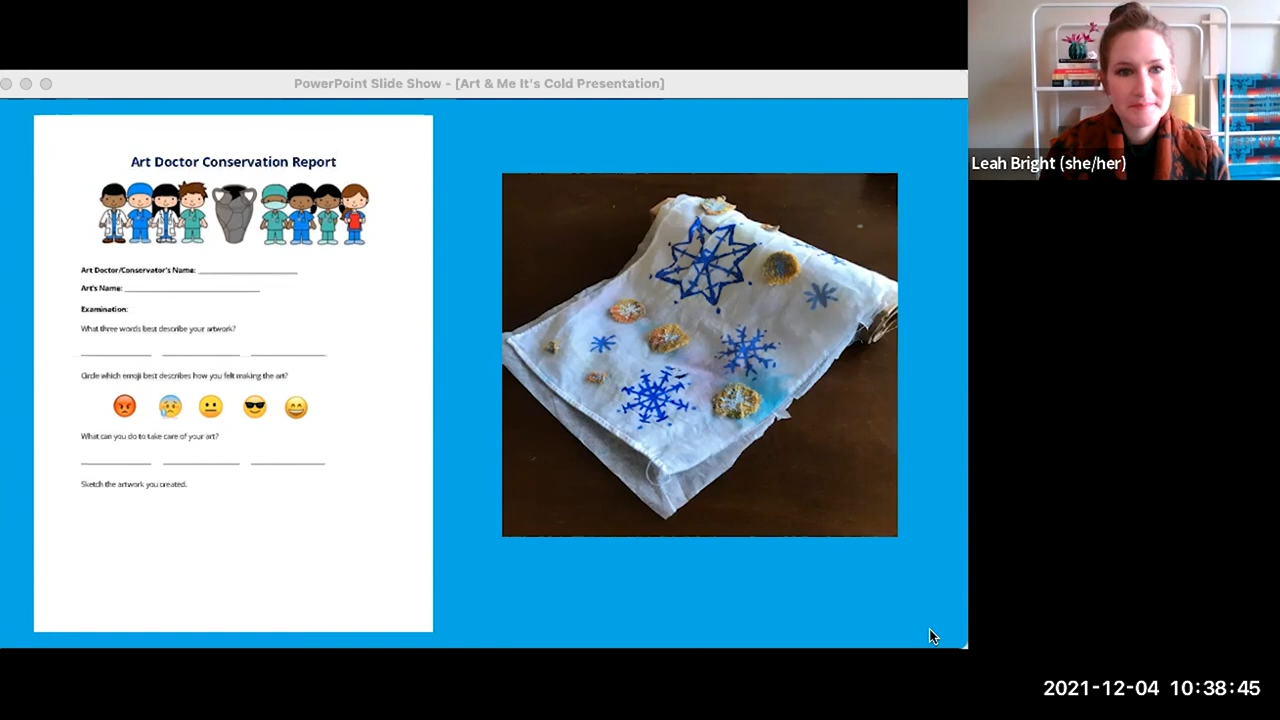 PowerPoint Slide Show - [Art & Me It's Cold Presentation]
Art Doctor Conservation Report
Art Doctor/Conservator's Name: ____________________
Art's Name: ____________________
Examination:
What three words best describe your artwork?
Circle which emoji best describes how you felt making the art?
What can you do to take care of your art?
Sketch the artwork you created.
Leah Bright (she/her)
2021-12-04 10:38:45